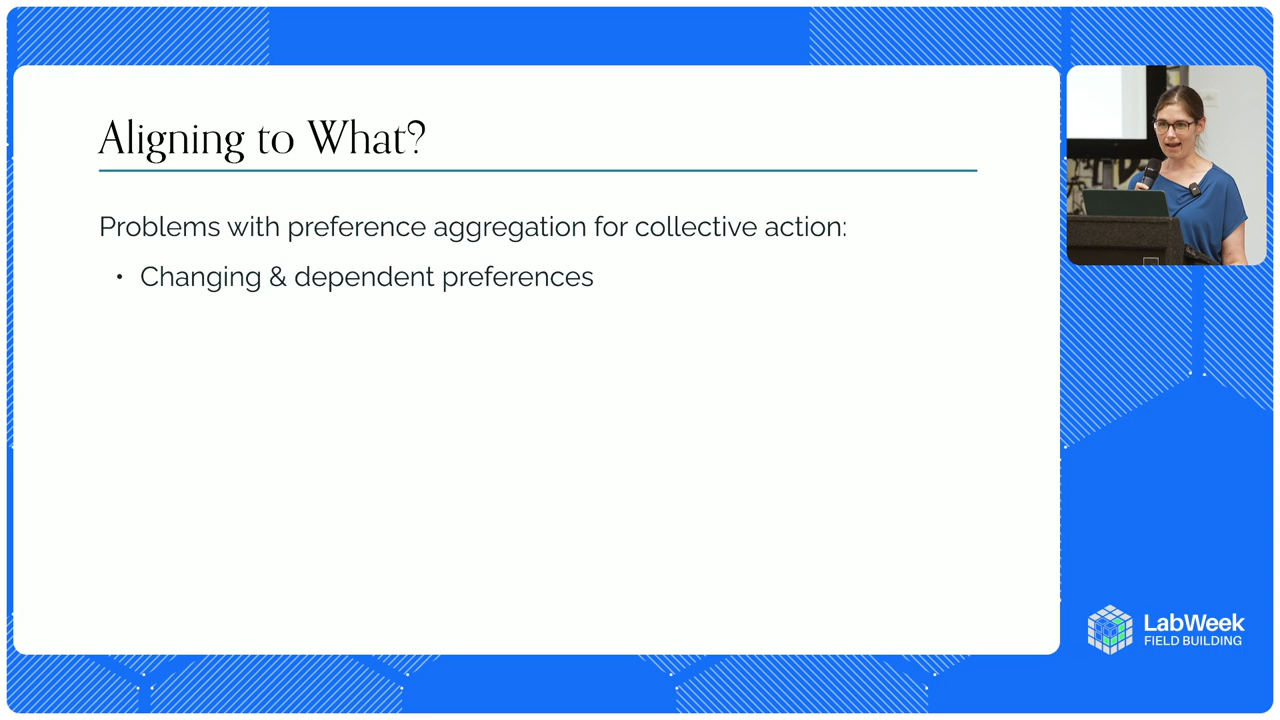 Aligning to What?
Problems with preference aggregation for collective action:
• Changing & dependent preferences
LabWeek
FIELD BUILDING